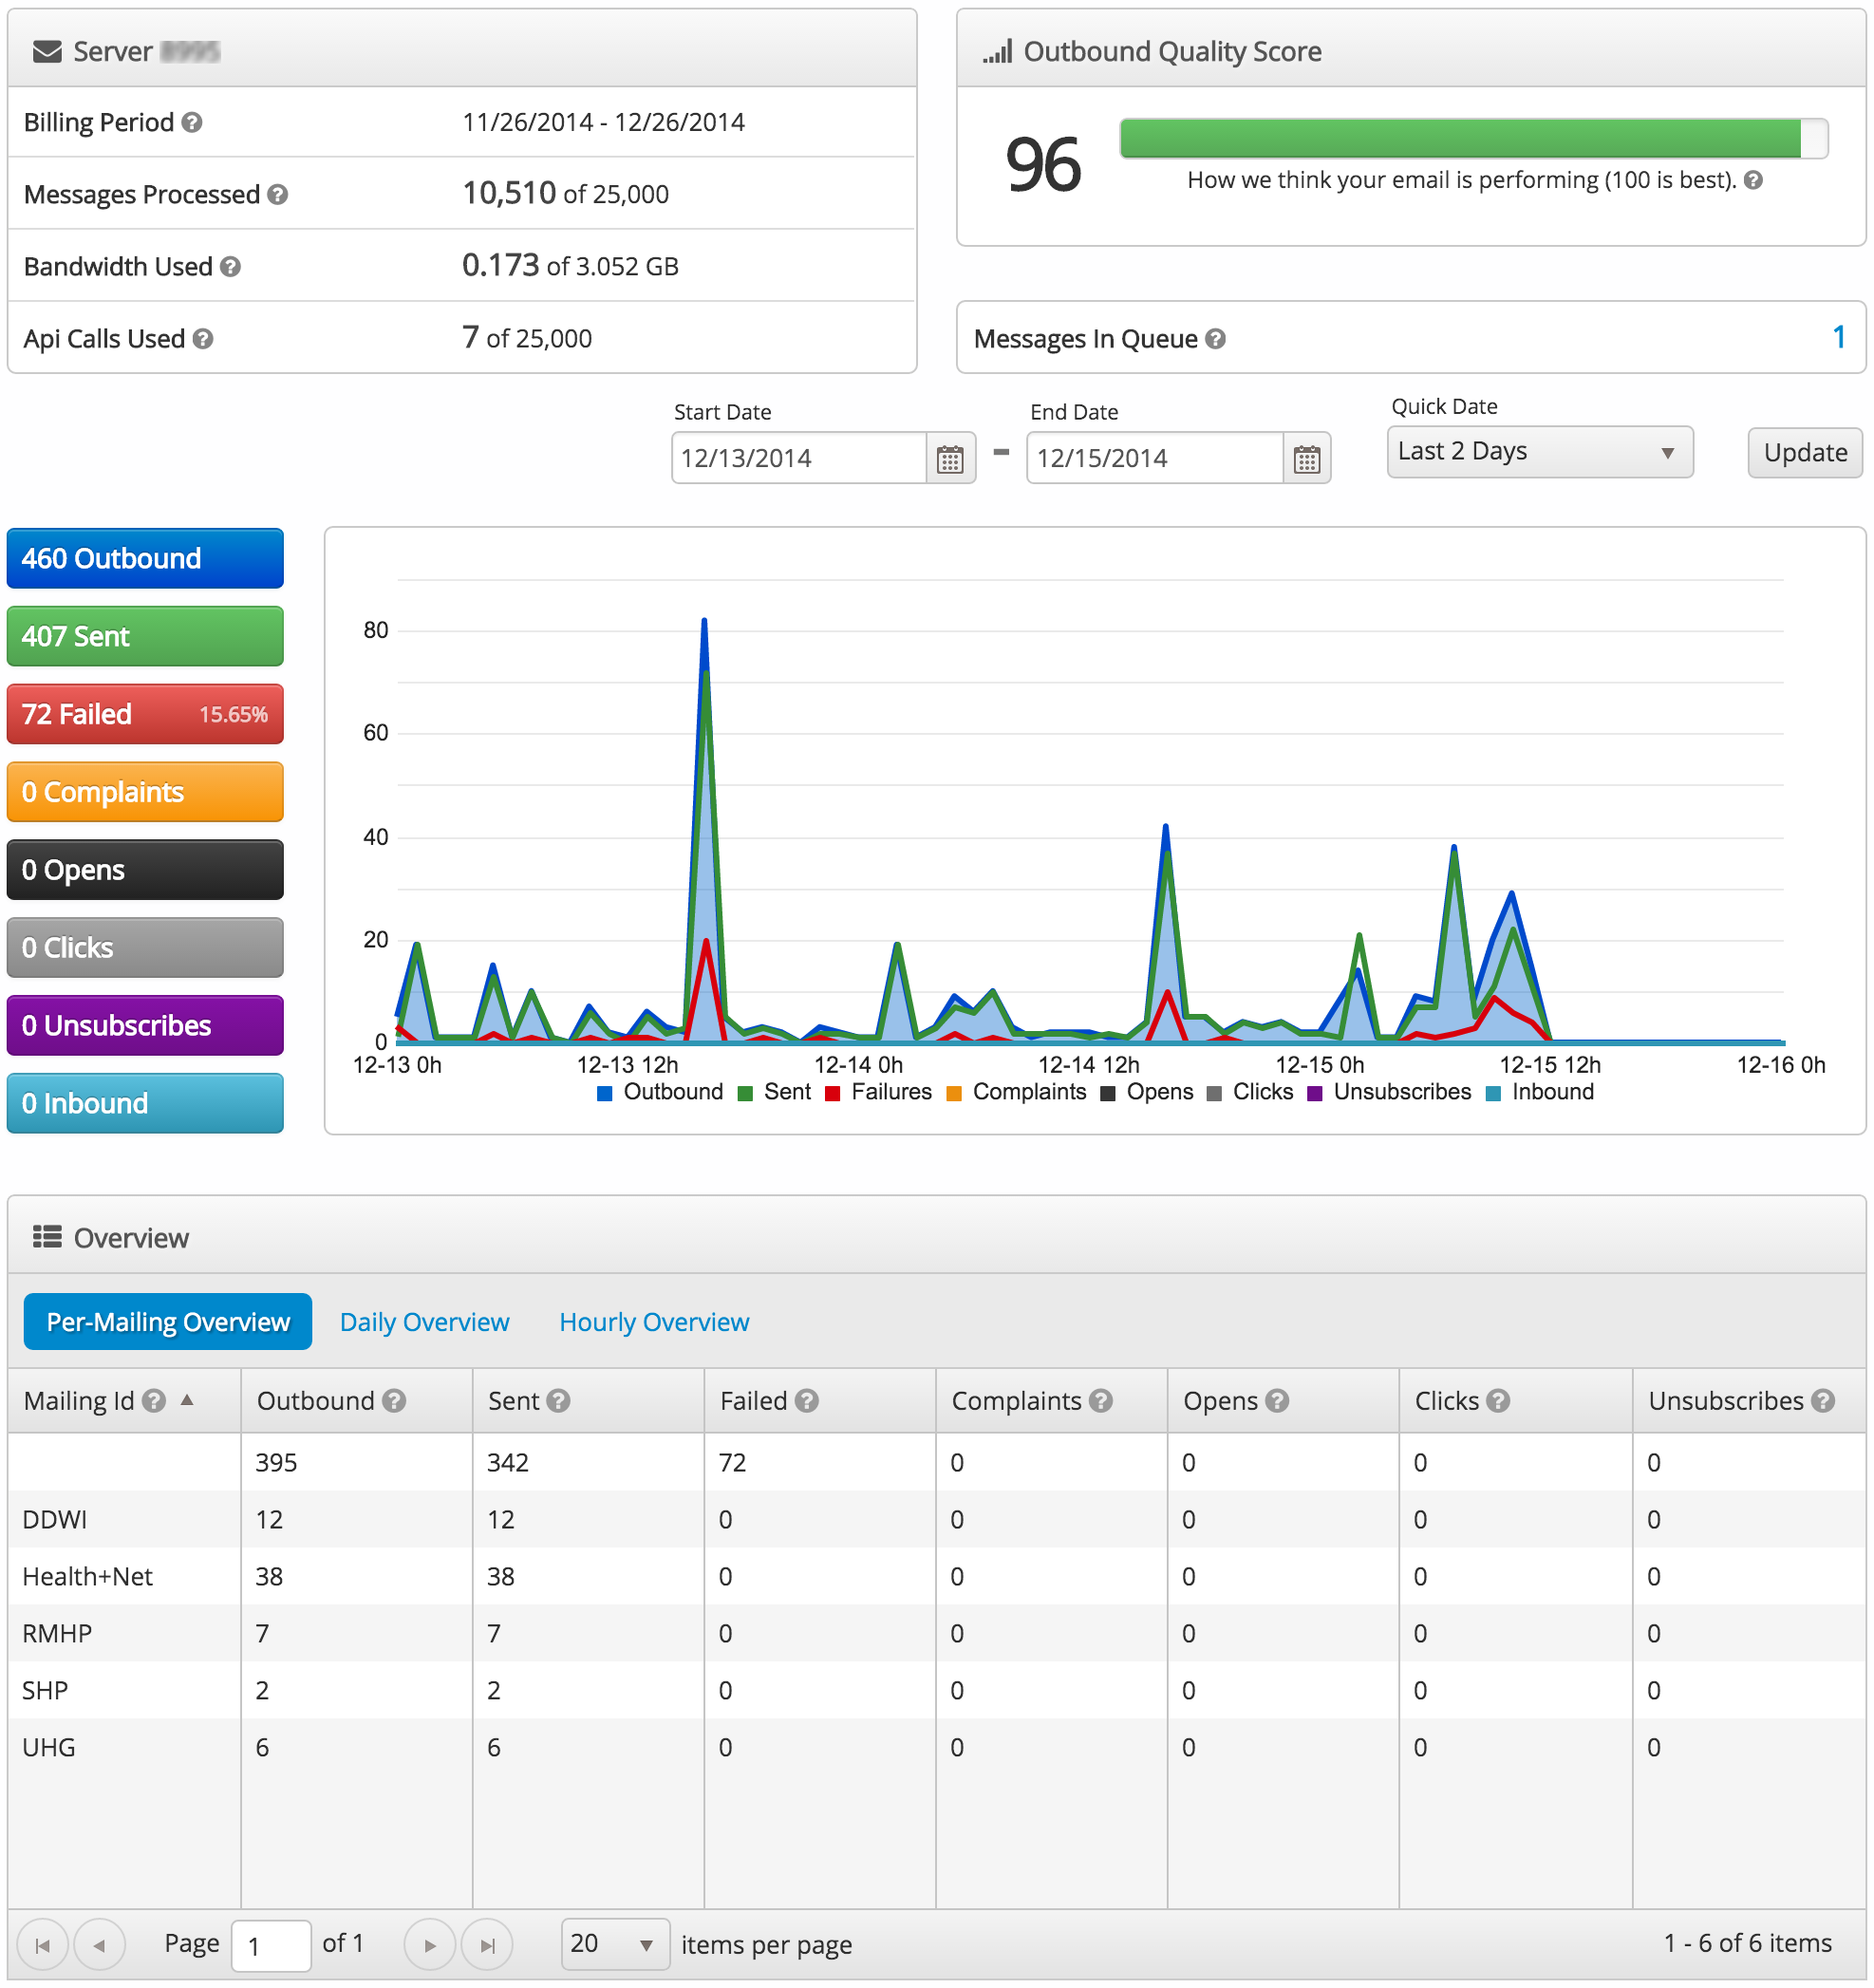 Server
Billing Period ? 11/26/2014 - 12/26/2014
Messages Processed ? 10,510 of 25,000
Bandwidth Used ? 0.173 of 3.052 GB
Api Calls Used ? 7 of 25,000
Outbound Quality Score
96
How we think your email is performing (100 is best). ?
Messages In Queue ? 1
Start Date End Date Quick Date
12/13/2014 – 12/15/2014 Last 2 Days Update
460 Outbound
407 Sent
72 Failed 15.65%
0 Complaints
0 Opens
0 Clicks
0 Unsubscribes
0 Inbound
80
60
40
20
0
12-13 0h 12-13 12h 12-14 0h 12-14 12h 12-15 0h 12-15 12h 12-16 0h
Outbound Sent Failures Complaints Opens Clicks Unsubscribes Inbound
Overview
Per-Mailing Overview Daily Overview Hourly Overview
Mailing Id ? Outbound ? Sent ? Failed ? Complaints ? Opens ? Clicks ? Unsubscribes ?
395 342 72 0 0 0 0
DDWI 12 12 0 0 0 0 0
Health+Net 38 38 0 0 0 0 0
RMHP 7 7 0 0 0 0 0
SHP 2 2 0 0 0 0 0
UHG 6 6 0 0 0 0 0
Page 1 of 1 20 items per page 1 - 6 of 6 items